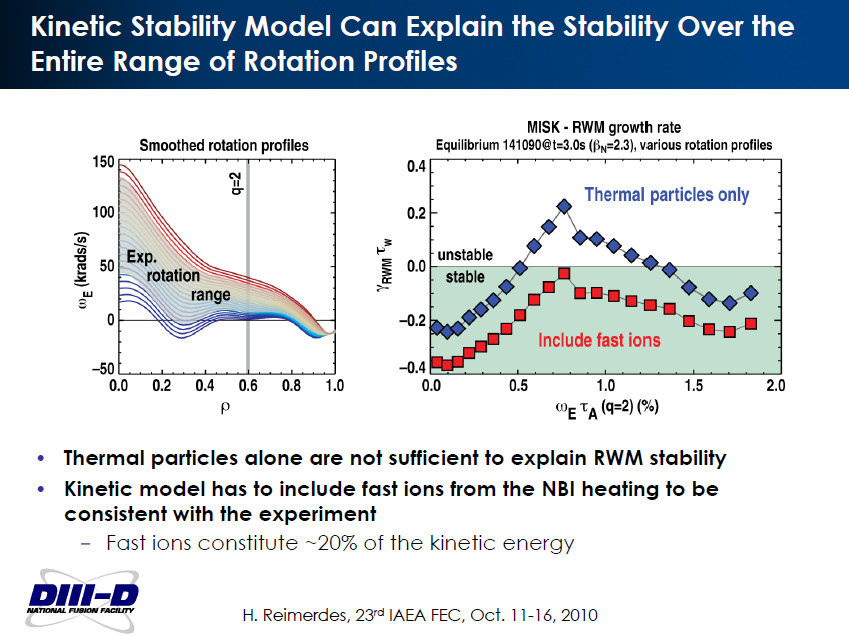 Kinetic Stability Model Can Explain the Stability Over the
Entire Range of Rotation Profiles
Smoothed rotation profiles
150
100
50
0
−50
ωE (krads/s)
q=2
Exp.
rotation
range
0.0 0.2 0.4 0.6 0.8 1.0
ρ
MISK - RWM growth rate
Equilibrium 141090@t=3.0s (βN=2.3), various rotation profiles
0.4
0.2
0.0
−0.2
−0.4
γRWM τw
Thermal particles only
unstable
stable
Include fast ions
0.0 0.5 1.0 1.5 2.0
ωE τA (q=2) (%)
• Thermal particles alone are not sufficient to explain RWM stability
• Kinetic model has to include fast ions from the NBI heating to be
consistent with the experiment
– Fast ions constitute ~20% of the kinetic energy
DIII-D
NATIONAL FUSION FACILITY
H. Reimerdes, 23rd IAEA FEC, Oct. 11-16, 2010